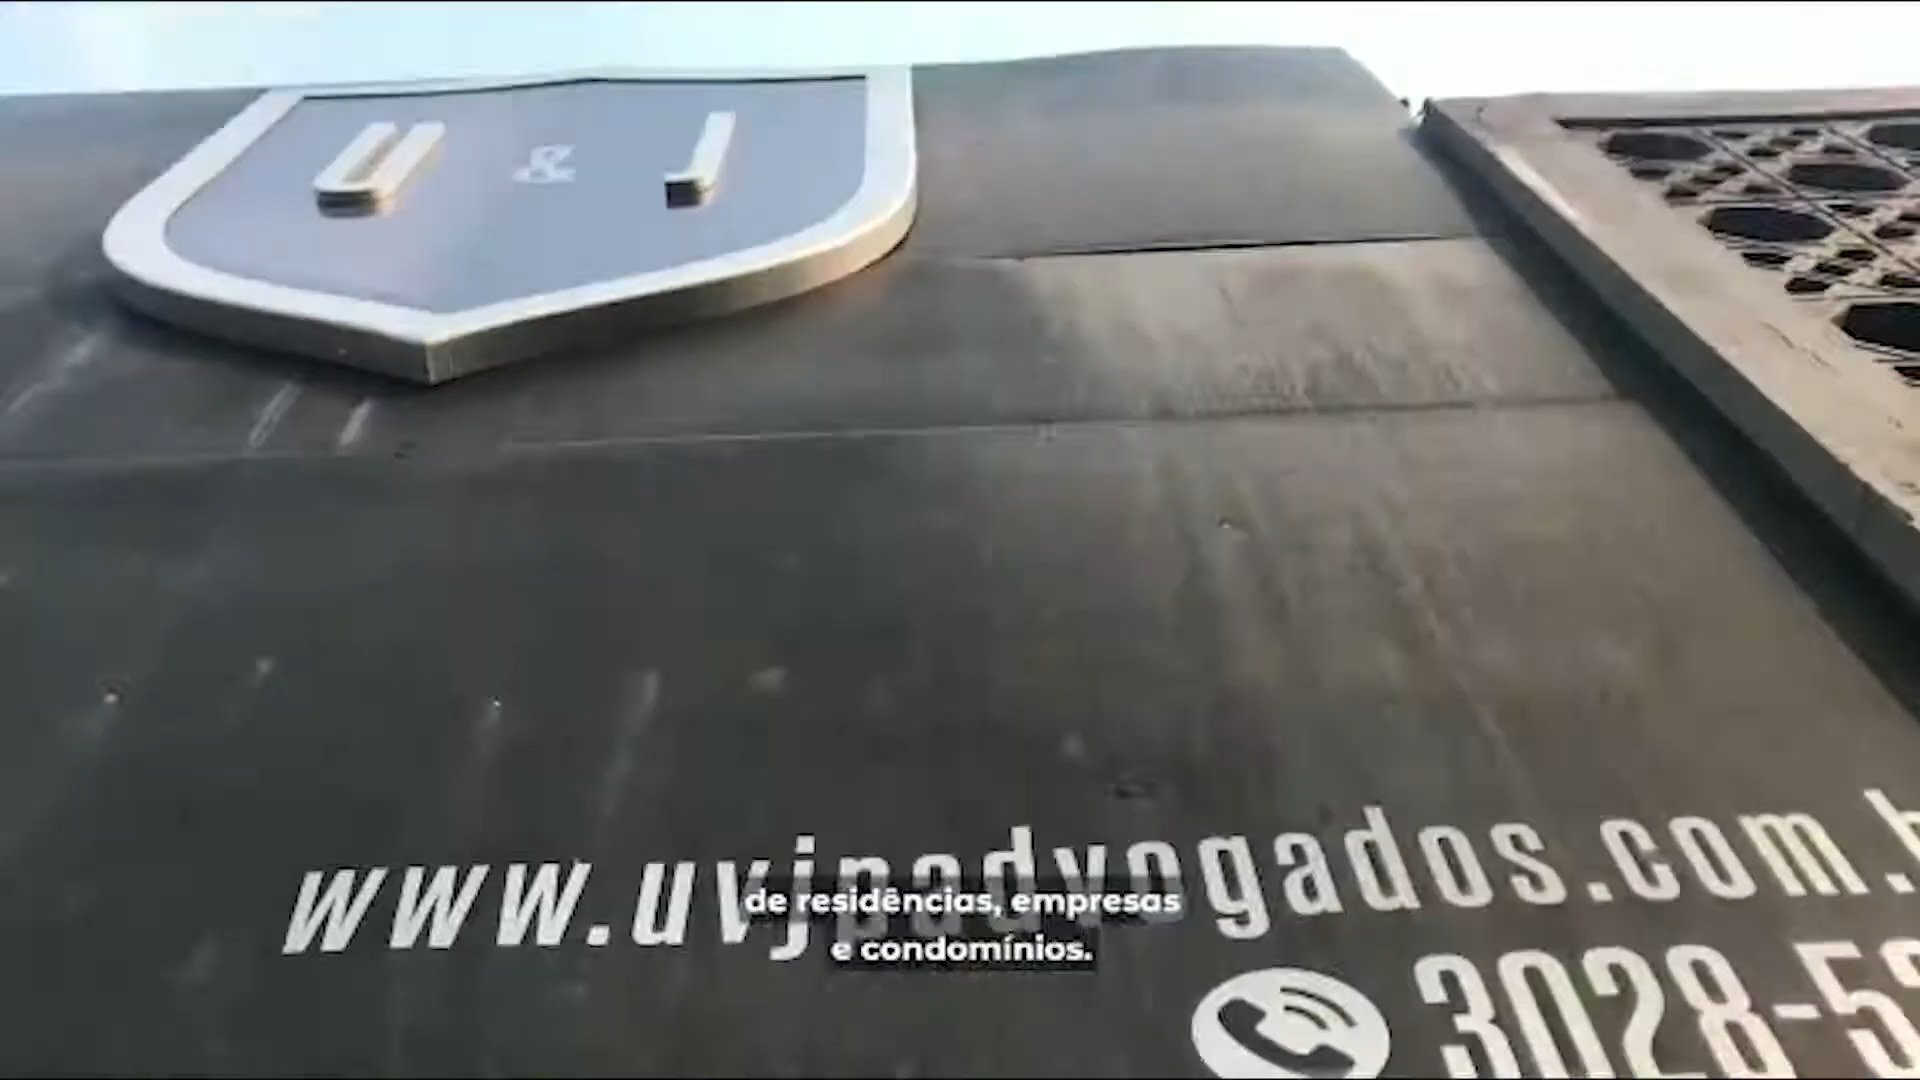 U & J
www.uvjpadvogados.com.b
de residências, empresas
e condomínios.
3028-5